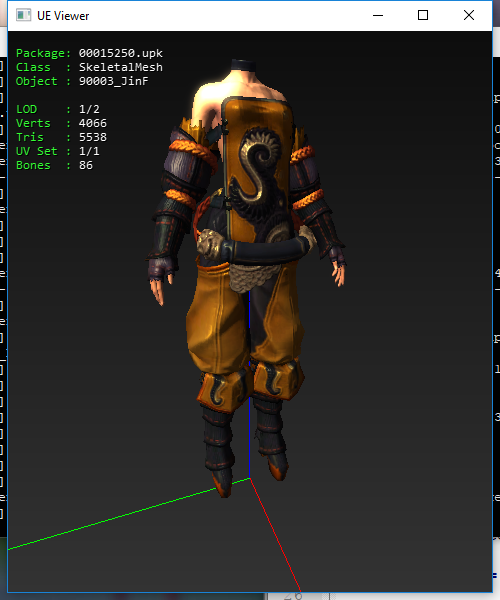 UE Viewer
Package: 00015250.upk
Class : SkeletalMesh
Object : 90003_JinF
LOD : 1/2
Verts : 4066
Tris : 5538
UV Set : 1/1
Bones : 86